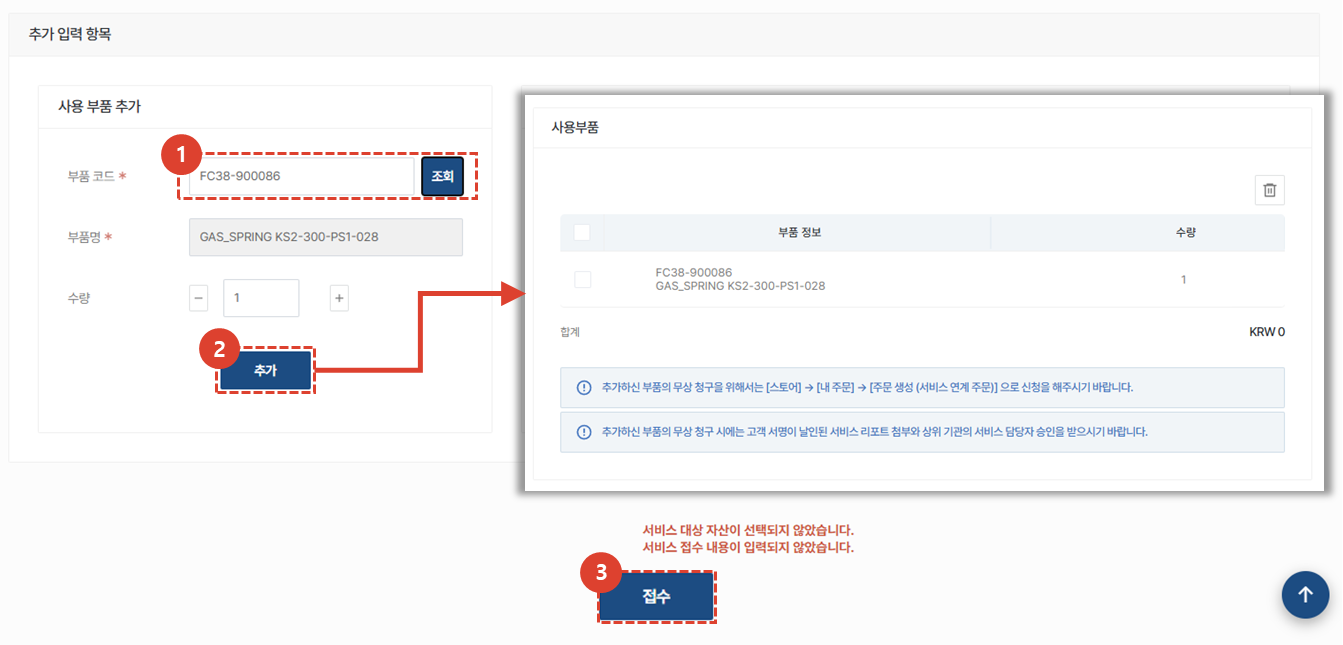 추가 입력 항목
사용 부품 추가
1
부품 코드 *
FC38-900086
조회
부품명 *
GAS_SPRING KS2-300-PS1-028
수량
−
1
+
2
추가
사용부품
부품 정보
수량
FC38-900086
GAS_SPRING KS2-300-PS1-028
1
합계
KRW 0
추가하신 부품의 무상 청구를 위해서는 [스토어] → [내 주문] → [주문 생성 (서비스 연계 주문)] 으로 신청을 해주시기 바랍니다.
추가하신 부품의 무상 청구 시에는 고객 서명이 날인된 서비스 리포트 첨부와 상위 기관의 서비스 담당자 승인을 받으시기 바랍니다.
서비스 대상 자산이 선택되지 않았습니다.
서비스 접수 내용이 입력되지 않았습니다.
3
접수